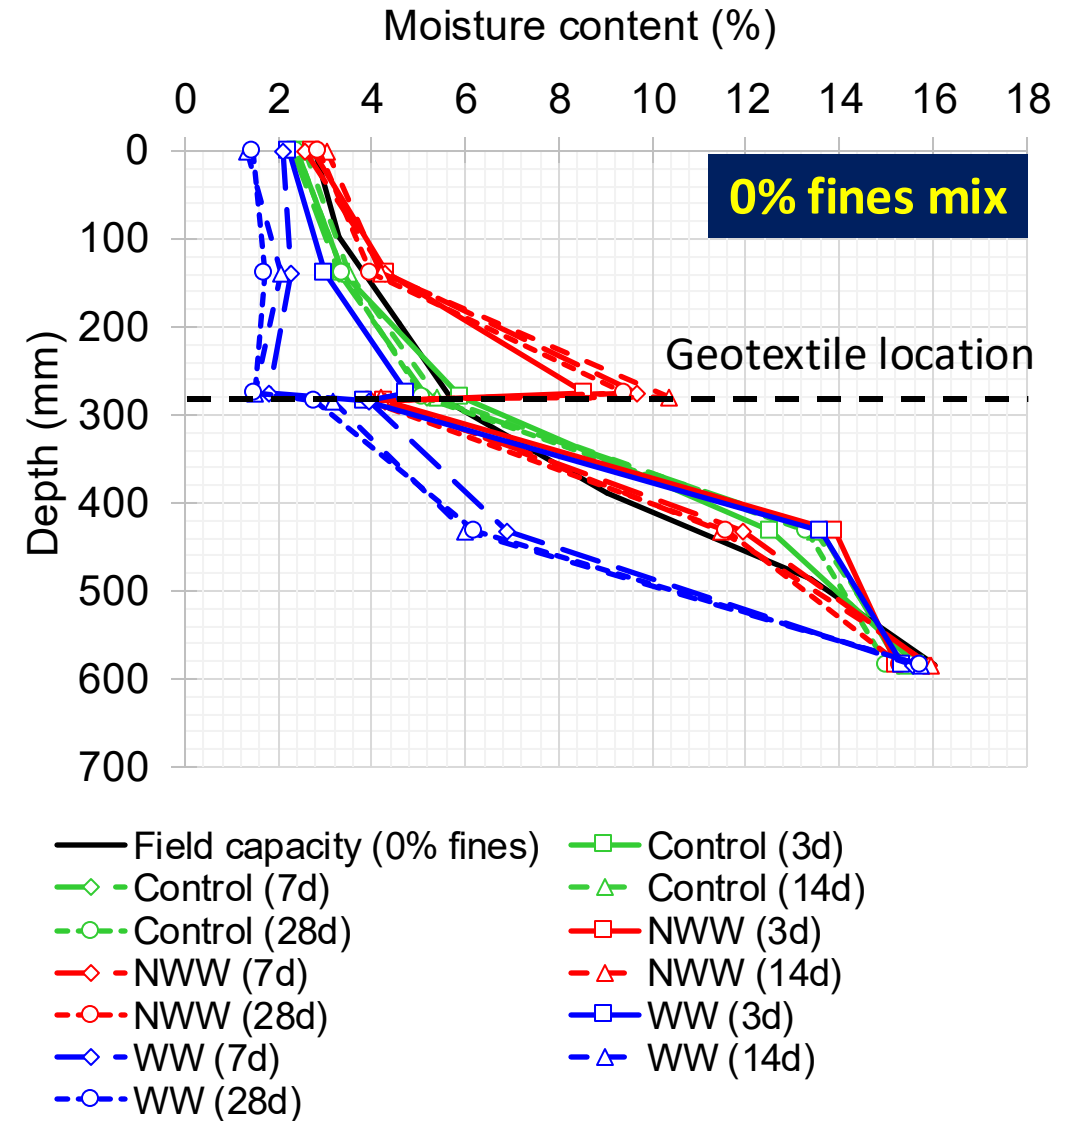 Moisture content (%)
0 2 4 6 8 10 12 14 16 18
0
0% fines mix
100
200
Geotextile location
300
Depth (mm)
400
500
600
700
Field capacity (0% fines) Control (3d)
Control (7d) Control (14d)
Control (28d) NWW (3d)
NWW (7d) NWW (14d)
NWW (28d) WW (3d)
WW (7d) WW (14d)
WW (28d)